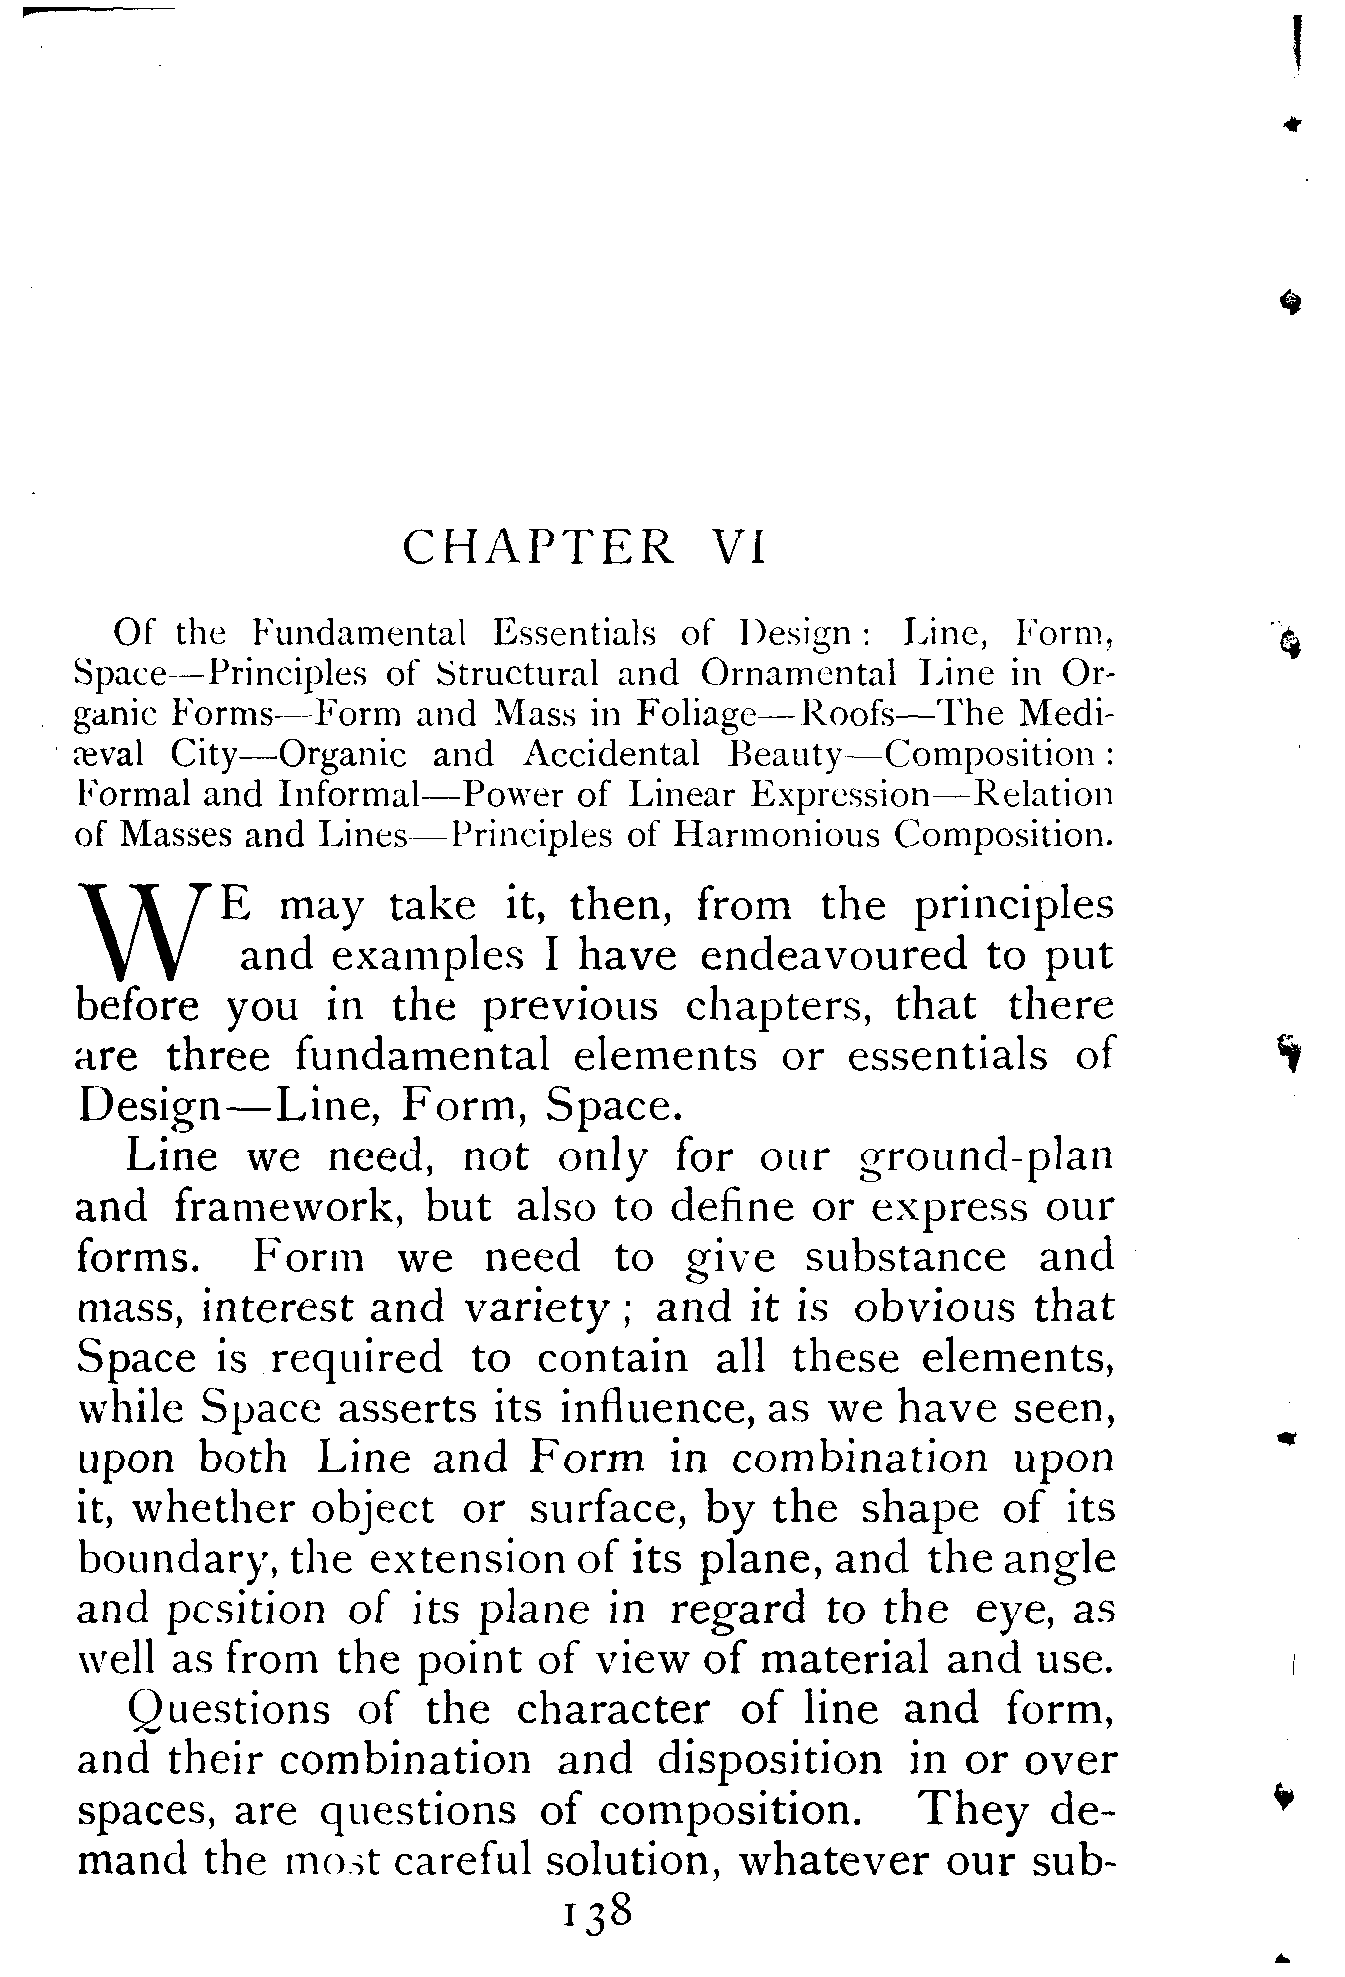 CHAPTER VI
Of the Fundamental Essentials of Design: Line, Form,
Space—Principles of Structural and Ornamental Line in Or-
ganic Forms—Form and Mass in Foliage—Roofs—The Medi-
æval City—Organic and Accidental Beauty—Composition:
Formal and Informal—Power of Linear Expression—Relation
of Masses and Lines—Principles of Harmonious Composition.
WE may take it, then, from the principles
and examples I have endeavoured to put
before you in the previous chapters, that there
are three fundamental elements or essentials of
Design—Line, Form, Space.
Line we need, not only for our ground-plan
and framework, but also to define or express our
forms. Form we need to give substance and
mass, interest and variety; and it is obvious that
Space is required to contain all these elements,
while Space asserts its influence, as we have seen,
upon both Line and Form in combination upon
it, whether object or surface, by the shape of its
boundary, the extension of its plane, and the angle
and position of its plane in regard to the eye, as
well as from the point of view of material and use.
Questions of the character of line and form,
and their combination and disposition in or over
spaces, are questions of composition. They de-
mand the most careful solution, whatever our sub-
138